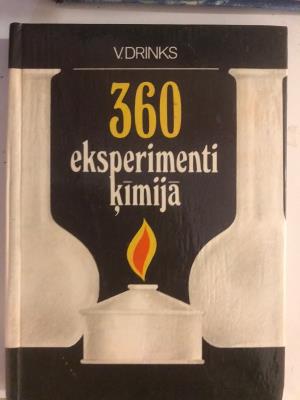 V.DRINKS
360
eksperimenti
ķīmijā